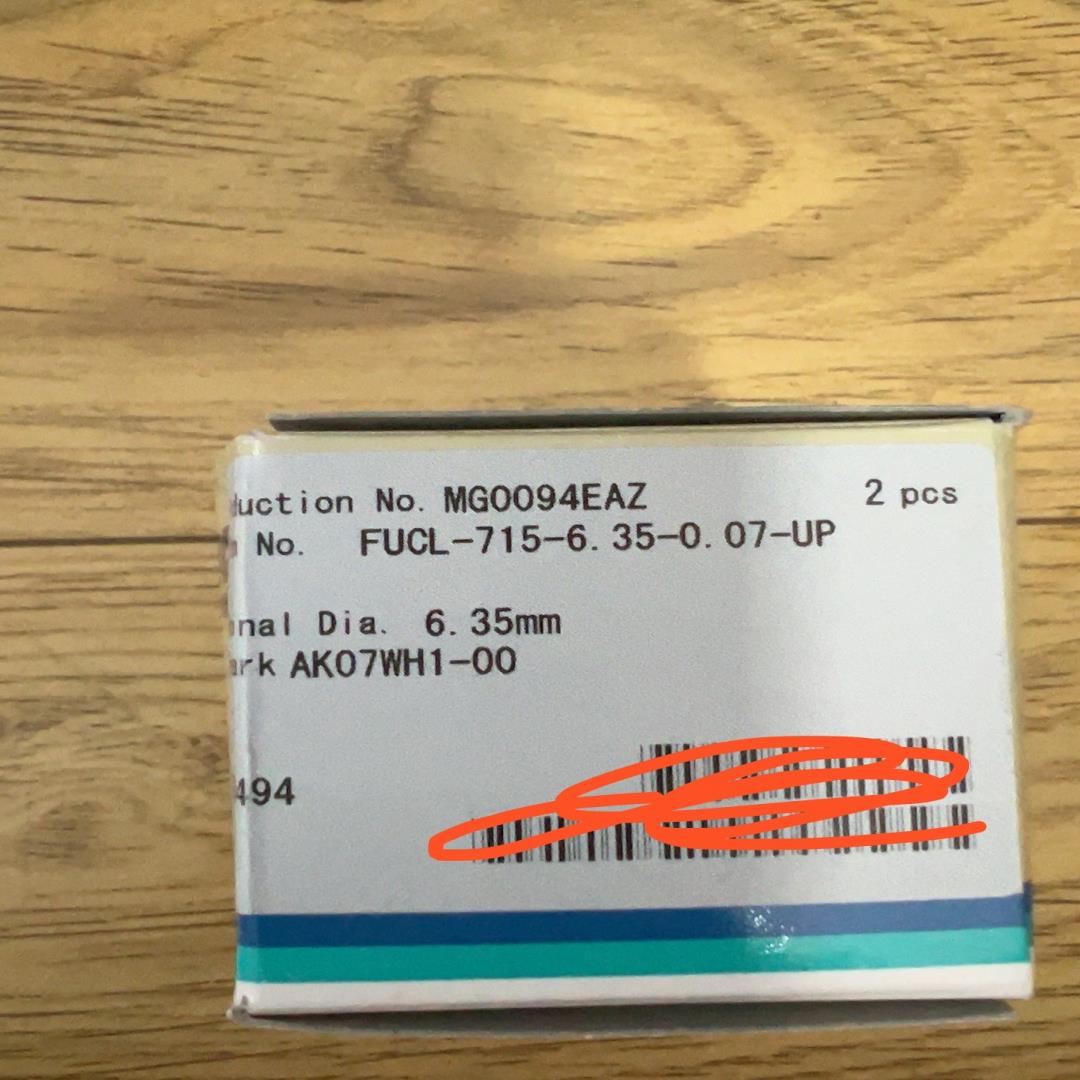 duction No. MG0094EAZ 2 pcs
No. FUCL-715-6.35-0.07-UP
nal Dia. 6.35mm
ark AK07WH1-00
494